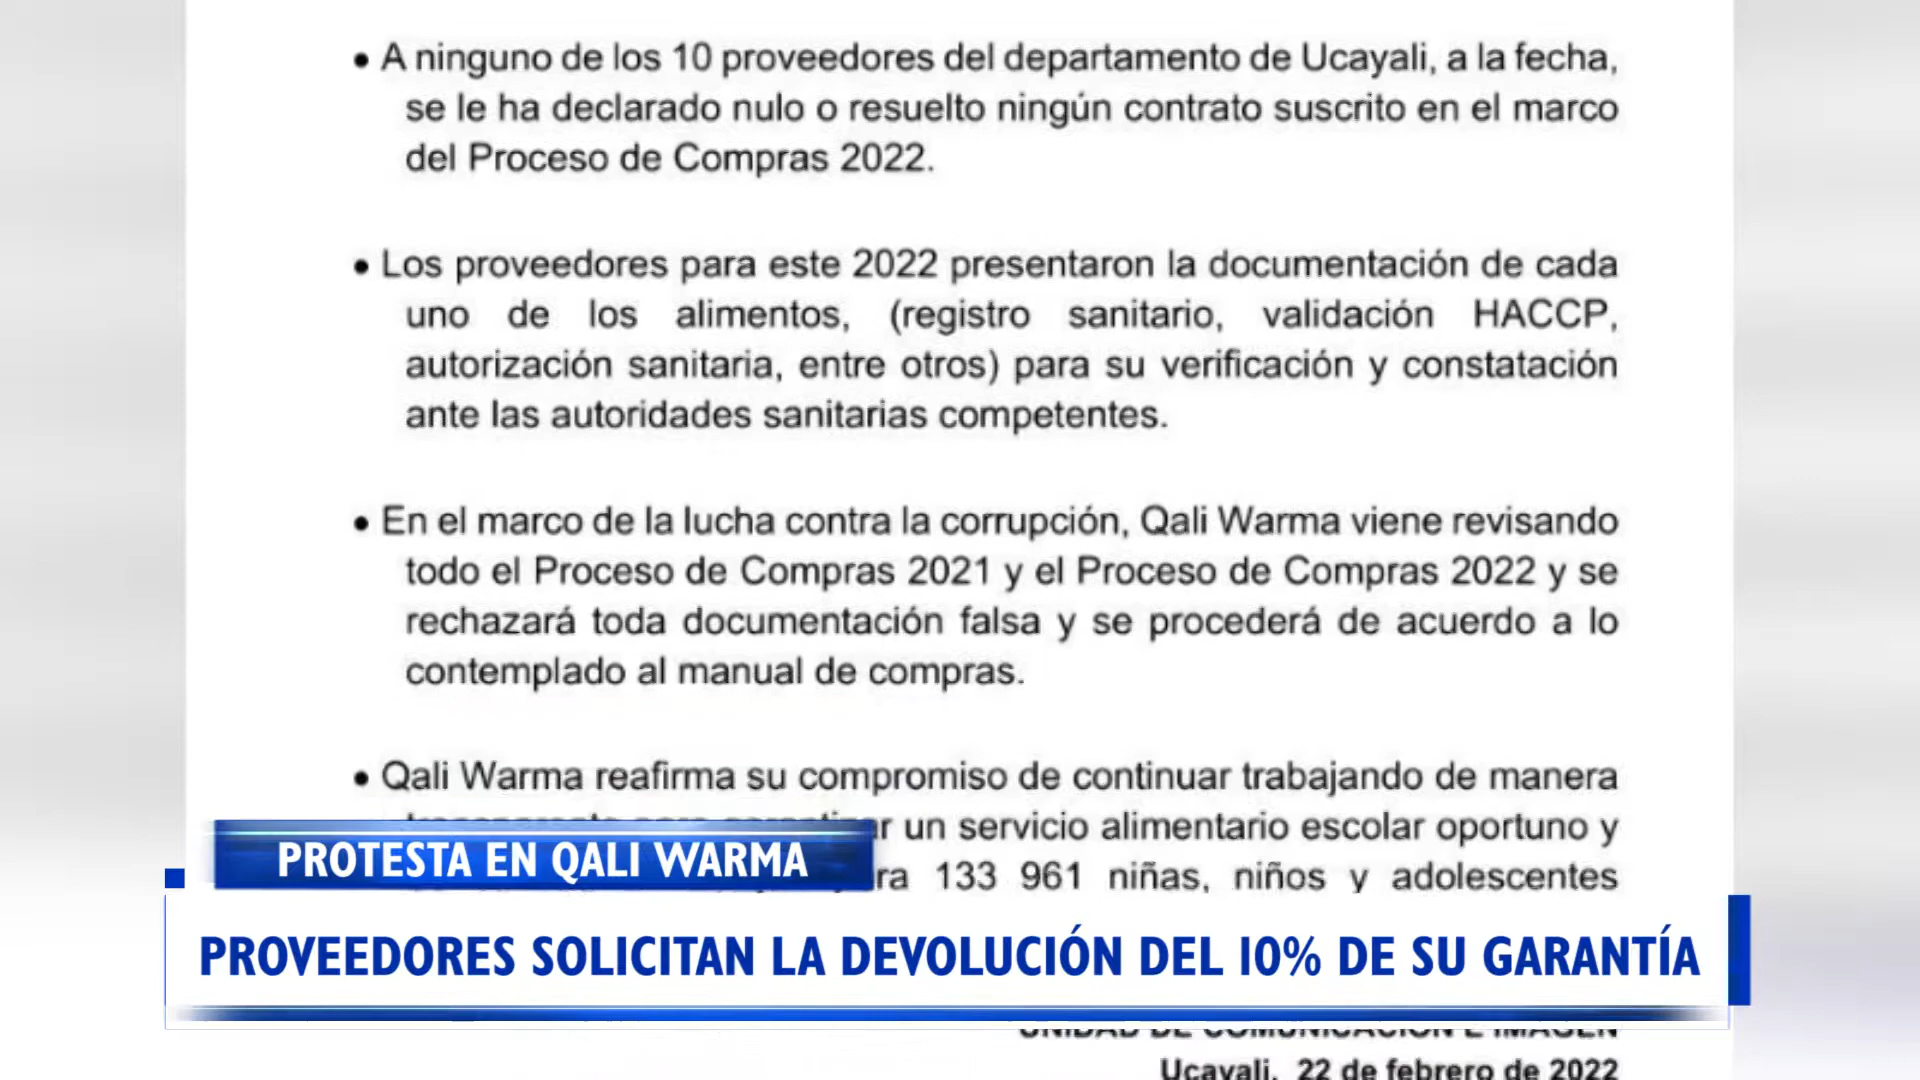 • A ninguno de los 10 proveedores del departamento de Ucayali, a la fecha,
se le ha declarado nulo o resuelto ningún contrato suscrito en el marco
del Proceso de Compras 2022.
• Los proveedores para este 2022 presentaron la documentación de cada
uno de los alimentos, (registro sanitario, validación HACCP,
autorización sanitaria, entre otros) para su verificación y constatación
ante las autoridades sanitarias competentes.
• En el marco de la lucha contra la corrupción, Qali Warma viene revisando
todo el Proceso de Compras 2021 y el Proceso de Compras 2022 y se
rechazará toda documentación falsa y se procederá de acuerdo a lo
contemplado al manual de compras.
• Qali Warma reafirma su compromiso de continuar trabajando de manera
un servicio alimentario escolar oportuno y
133 961 niñas, niños y adolescentes
PROTESTA EN QALI WARMA
PROVEEDORES SOLICITAN LA DEVOLUCIÓN DEL 10% DE SU GARANTÍA
UNIDAD DE COMUNICACIÓN E IMAGEN
Ucayali, 22 de febrero de 2022